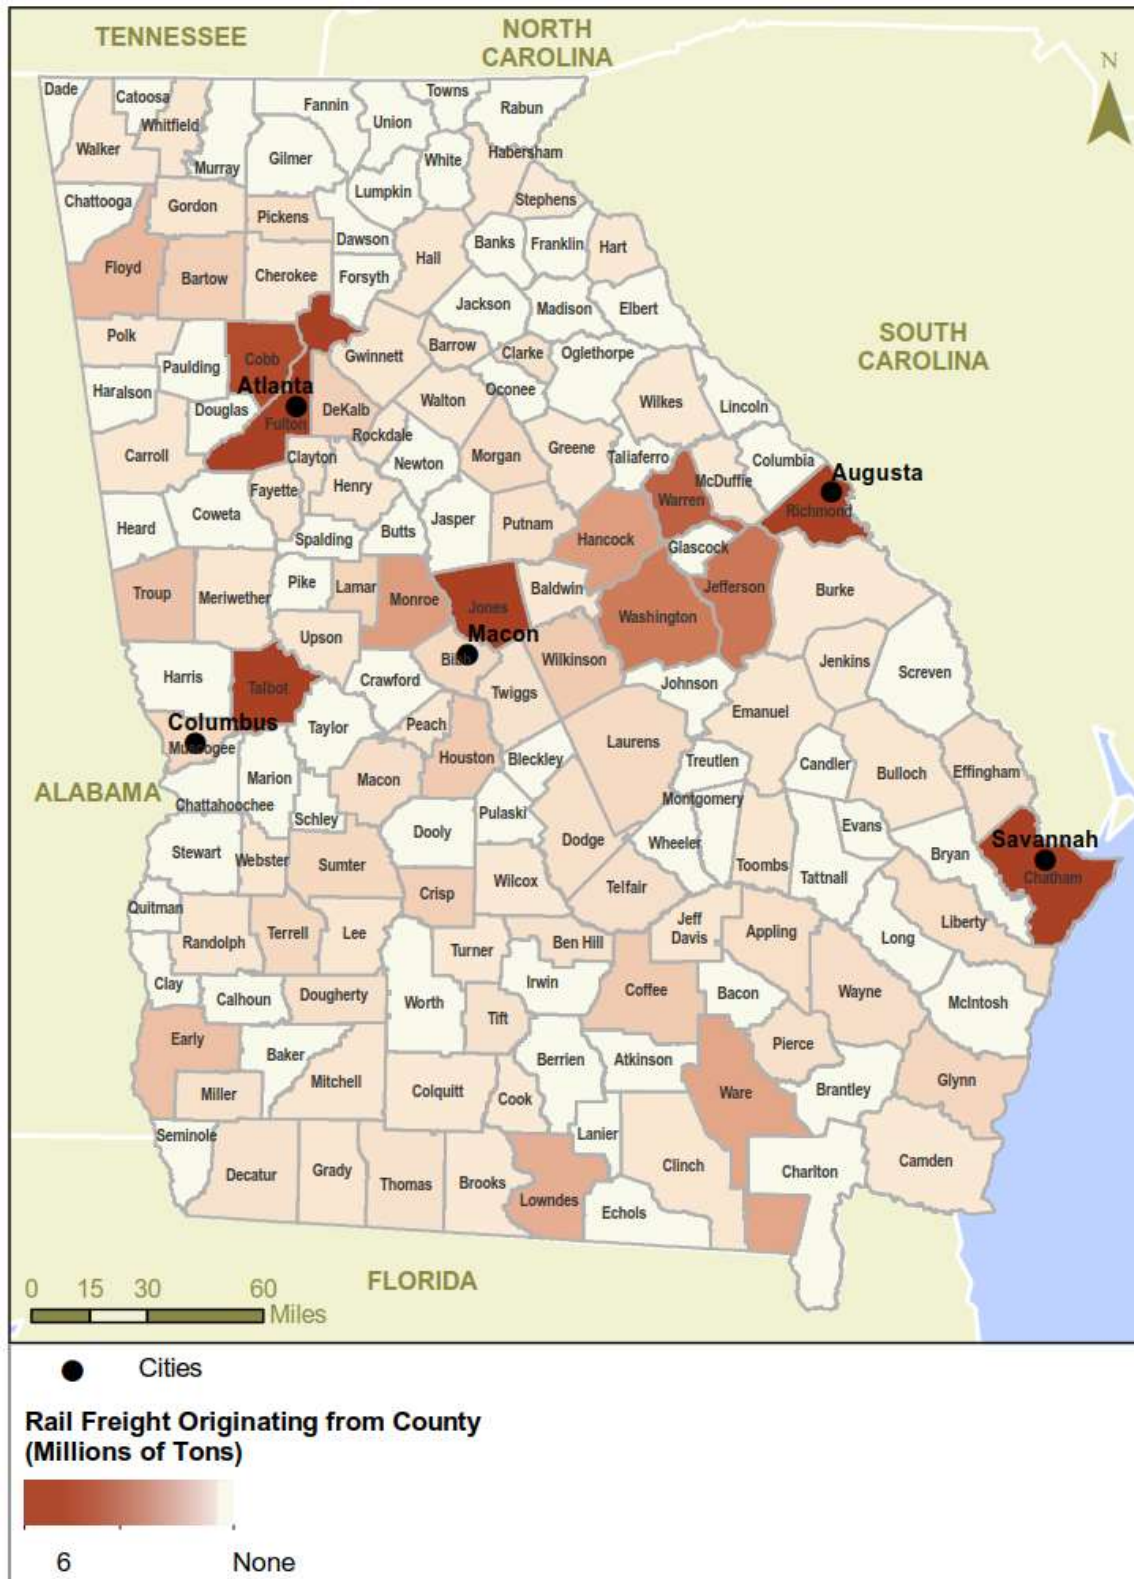 TENNESSEE
NORTH
CAROLINA
N
Dade
Catoosa
Whitfield
Walker
Murray
Fannin
Gilmer
Union
Towns
Rabun
White
Habersham
Lumpkin
Stephens
Chattooga
Gordon
Pickens
Dawson
Hall
Banks
Franklin
Hart
Floyd
Bartow
Cherokee
Forsyth
Jackson
Madison
Elbert
SOUTH
CAROLINA
Polk
Paulding
Cobb
Gwinnett
Barrow
Clarke
Oglethorpe
Haralson
Atlanta
Douglas
Fulton
DeKalb
Rockdale
Walton
Oconee
Wilkes
Lincoln
Carroll
Clayton
Newton
Morgan
Greene
Taliaferro
McDuffie
Columbia
Augusta
Richmond
Heard
Coweta
Fayette
Henry
Spalding
Butts
Jasper
Putnam
Hancock
Warren
Glascock
Jefferson
Burke
Troup
Meriwether
Pike
Lamar
Monroe
Jones
Baldwin
Washington
Upson
Macon
Bibb
Wilkinson
Jenkins
Screven
Harris
Talbot
Crawford
Twiggs
Johnson
Emanuel
Columbus
Muscogee
Taylor
Peach
Houston
Bleckley
Laurens
Treutlen
Candler
Bulloch
Effingham
ALABAMA
Chattahoochee
Marion
Schley
Macon
Dooly
Pulaski
Montgomery
Wheeler
Evans
Bryan
Savannah
Chatham
Stewart
Webster
Sumter
Crisp
Wilcox
Dodge
Telfair
Toombs
Tattnall
Quitman
Randolph
Terrell
Lee
Turner
Ben Hill
Jeff
Davis
Appling
Long
Liberty
Clay
Calhoun
Dougherty
Worth
Irwin
Coffee
Bacon
Wayne
McIntosh
Early
Baker
Tift
Miller
Mitchell
Colquitt
Cook
Berrien
Atkinson
Ware
Pierce
Brantley
Glynn
Seminole
Decatur
Grady
Thomas
Brooks
Lowndes
Lanier
Echols
Clinch
Charlton
Camden
FLORIDA
0 15 30 60
Miles
Cities
Rail Freight Originating from County
(Millions of Tons)
6 None